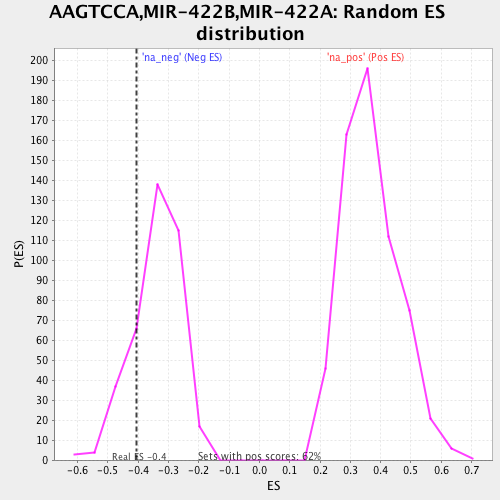 AAGTCCA,MIR-422B,MIR-422A: Random ES
distribution
'na_neg' (Neg ES)
'na_pos' (Pos ES)
200
190
180
170
160
150
140
130
120
110
100
90
80
70
60
50
40
30
20
10
0
P(ES)
Real ES -0.4
Sets with pos scores: 62%
-0.6 -0.5 -0.4 -0.3 -0.2 -0.1 0.0 0.1 0.2 0.3 0.4 0.5 0.6 0.7
ES